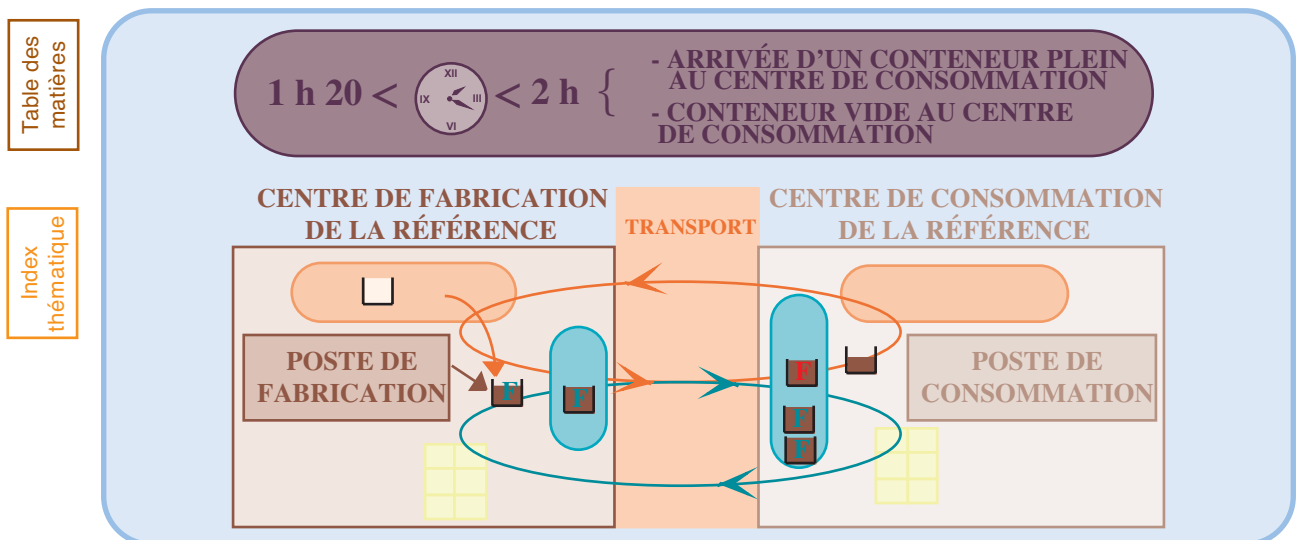 Table des
matières
Index
thématique
1 h 20 < XII III VI IX < 2 h {
- ARRIVÉE D'UN CONTENEUR PLEIN
AU CENTRE DE CONSOMMATION
- CONTENEUR VIDE AU CENTRE
DE CONSOMMATION
CENTRE DE FABRICATION
DE LA RÉFÉRENCE
TRANSPORT
CENTRE DE CONSOMMATION
DE LA RÉFÉRENCE
POSTE DE
FABRICATION
F
F
F
F
F
POSTE DE
CONSOMMATION